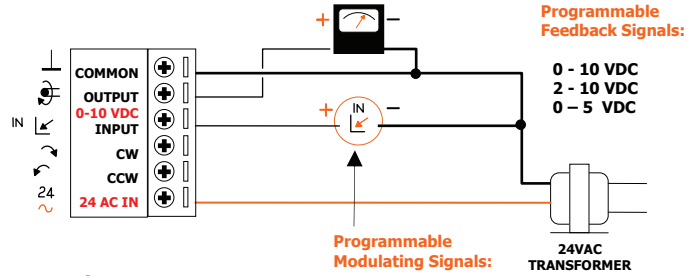 + −
Programmable
Feedback Signals:
0 - 10 VDC
2 - 10 VDC
0 – 5 VDC
COMMON
OUTPUT
0-10 VDC
INPUT
CW
CCW
24 AC IN
IN
24
+ IN −
Programmable
Modulating Signals:
24VAC
TRANSFORMER